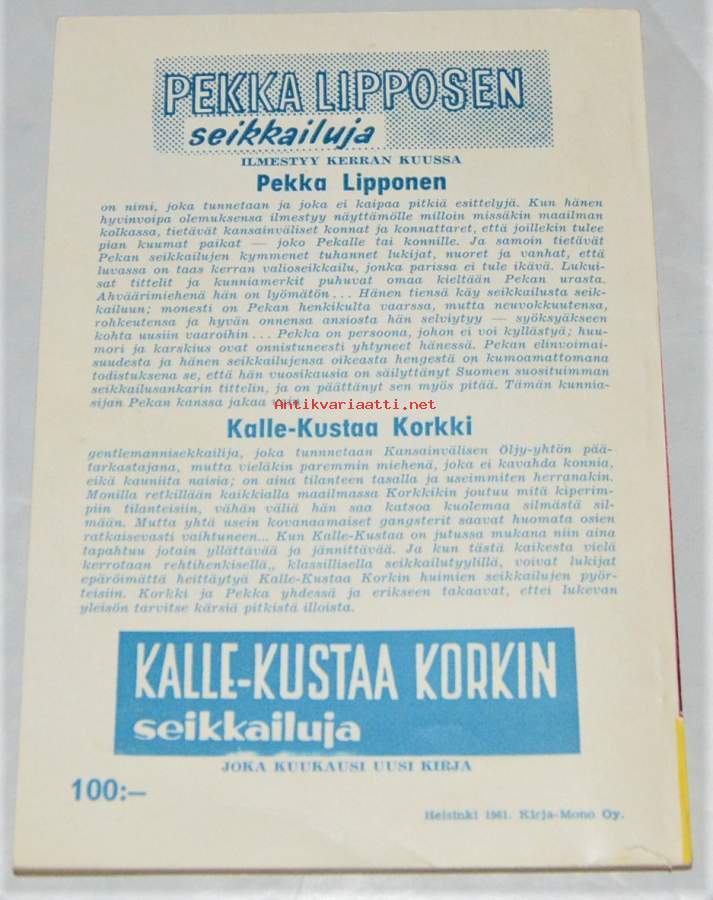 PEKKA LIPPOSEN
seikkailuja
ILMESTYY KERRAN KUUSSA
Pekka Lipponen
on nimi, joka tunnetaan ja joka ei kaipaa pitkiä esittelyjä. Kun hänen
hyvinvoipa olemuksensa ilmestyy näyttämölle milloin missäkin maailman
kolkassa, tietävät kansainväliset konnat ja konnattaret, että joillekin tulee
pian kuumat paikat — joko Pekalle tai konnille. Ja samoin tietävät
Pekan seikkailujen kymmenet tuhannet lukijat, nuoret ja vanhat, että
luvassa on taas kerran valioseikkailu, jonka parissa ei tule ikävä. Lukui-
sat tittelit ja kunniamerkit puhuvat omaa kieltään Pekan urasta.
Ahväärimiehenä hän on lyömätön... Hänen tiensä käy seikkailusta seik-
kailuun; monesti on Pekan henkikulta vaarssa, mutta neuvokkuutensa,
rohkeutensa ja hyvän onnensa ansiosta hän selviytyy — syöksyäkseen
kohta uusiin vaaroihin... Pekka on persoona, johon ei voi kyllästyä; huu-
mori ja karskius ovat onnistuneesti yhtyneet hänessä. Pekan elinvoimai-
suudesta ja hänen seikkailujensa oikeasta hengestä on kumoamattomana
todistuksena se, että hän vuosikausia on säilyttänyt Suomen suosituimman
seikkailusankarin tittelin, ja on päättänyt sen myös pitää. Tämän kunnia-
sijan Pekan kanssa jakaa vain
Antikvariaatti.net
Kalle-Kustaa Korkki
gentlemannisekkailija, joka tunnnetaan Kansainvälisen Öljy-yhtön pää-
tarkastajana, mutta vieläkin paremmin miehenä, joka ei kavahda konnia,
eikä kauniita naisia; on aina tilanteen tasalla ja useimmiten herranakin.
Monilla retkillään kaikkialla maailmassa Korkkikin joutuu mitä kiperim-
piin tilanteisiin, vähän väliä hän saa katsoa kuolemaa silmästä sil-
mään. Mutta yhtä usein kovanaamaiset gangsterit saavat huomata osien
ratkaisevasti vaihtuneen... Kun Kalle-Kustaa on jutussa mukana niin aina
tapahtuu jotain yllättävää ja jännittävää. Ja kun tästä kaikesta vielä
kerrotaan rehtihenkisellä,, klassillisella seikkailutyylillä, voivat lukijat
epäröimättä heittäytyä Kalle-Kustaa Korkin huimien seikkailujen pyör-
teisiin. Korkki ja Pekka yhdessä ja erikseen takaavat, ettei lukevan
yleisön tarvitse kärsiä pitkistä illoista.
KALLE-KUSTAA KORKIN
seikkailuja
JOKA KUUKAUSI UUSI KIRJA
100:—
Helsinki 1961. Kirja-Mono Oy.